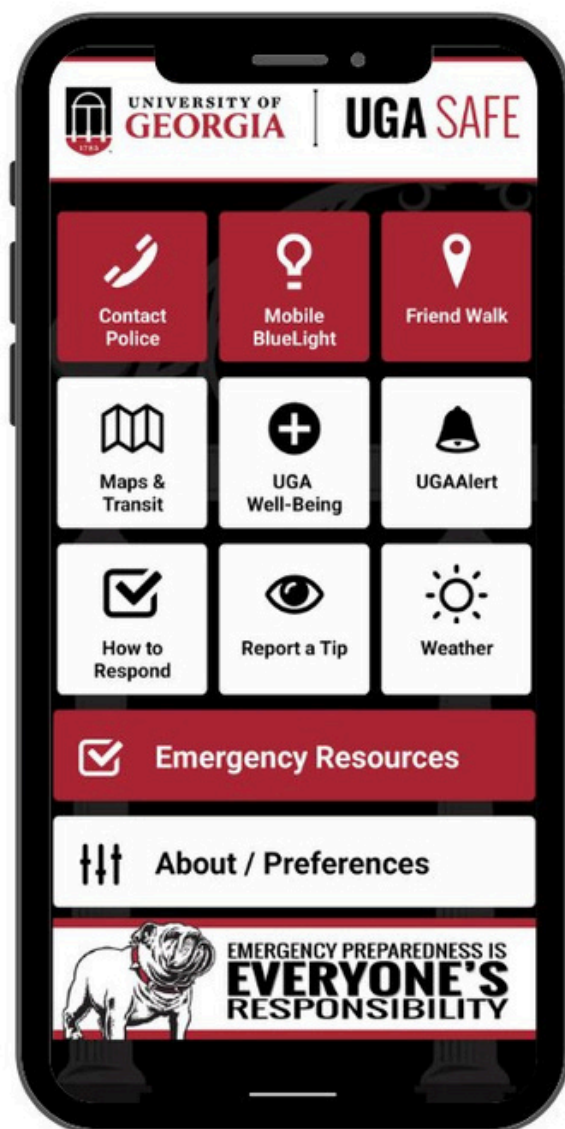 UNIVERSITY OF
GEORGIA
1785
UGA SAFE
Contact
Police
Mobile
BlueLight
Friend Walk
Maps &
Transit
UGA
Well-Being
UGAAlert
How to
Respond
Report a Tip
Weather
Emergency Resources
About / Preferences
EMERGENCY PREPAREDNESS IS
EVERYONE'S
RESPONSIBILITY